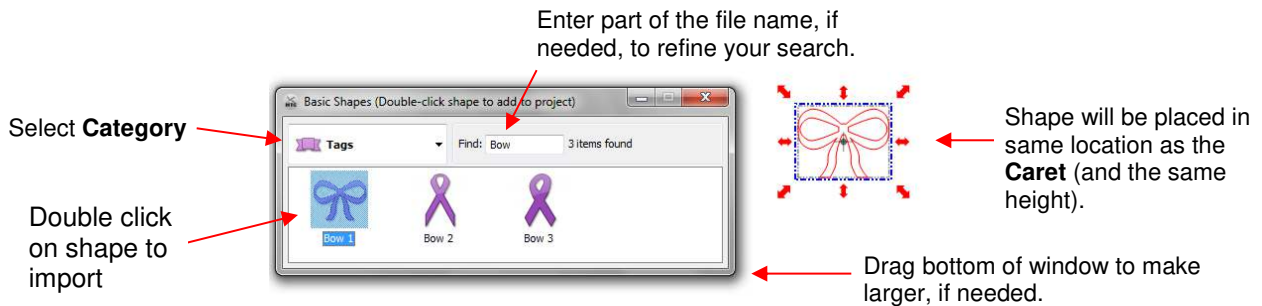 Enter part of the file name, if
needed, to refine your search.
Basic Shapes (Double-click shape to add to project)
Select Category
Tags
Find: Bow
3 items found
Bow 1
Bow 2
Bow 3
Double click
on shape to
import
Shape will be placed in
same location as the
Caret (and the same
height).
Drag bottom of window to make
larger, if needed.